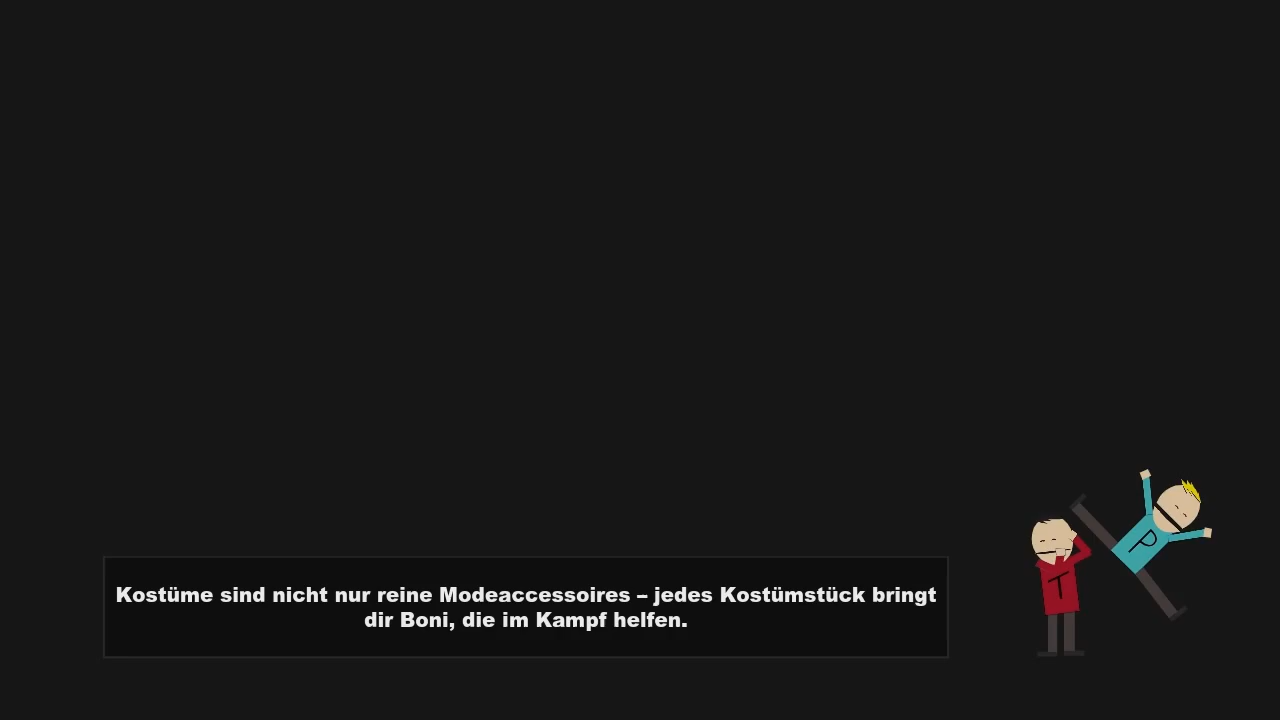 Kostüme sind nicht nur reine Modeaccessoires – jedes Kostümstück bringt
dir Boni, die im Kampf helfen.
T
P